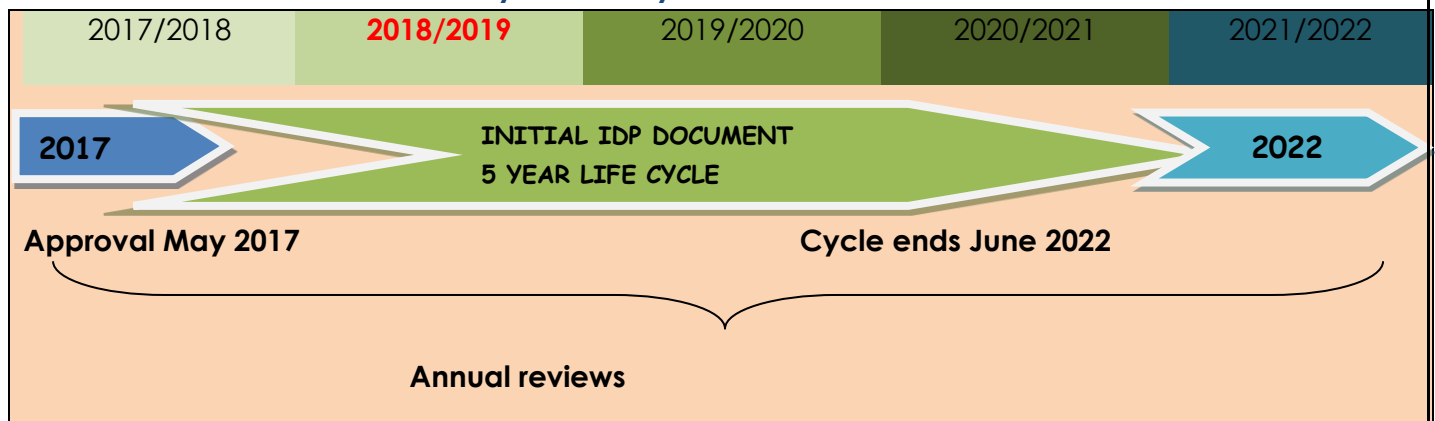 2017/2018 2018/2019 2019/2020 2020/2021 2021/2022
2017
INITIAL IDP DOCUMENT
5 YEAR LIFE CYCLE
2022
Approval May 2017 Cycle ends June 2022
Annual reviews